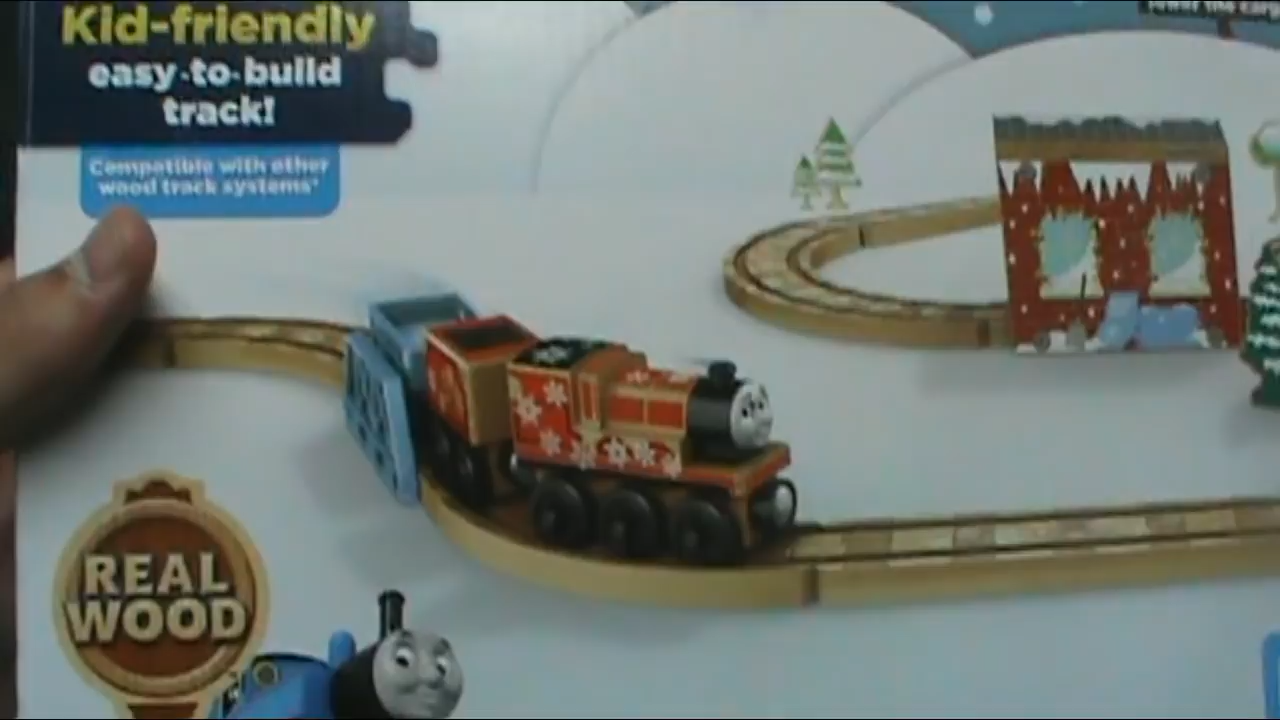 Kid-friendly
easy-to-build
track!
Compatible with other
wood track systems*
REAL
WOOD